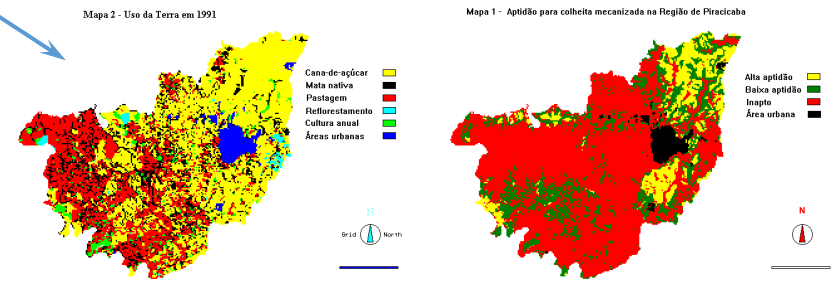 Mapa 2 - Uso da Terra em 1991
Cana-de-açúcar
Mata nativa
Pastagem
Reflorestamento
Cultura anual
Áreas urbanas
N
Grid North
Mapa 1 - Aptidão para colheita mecanizada na Região de Piracicaba
Alta aptidão
Baixa aptidão
Inapto
Área urbana
N